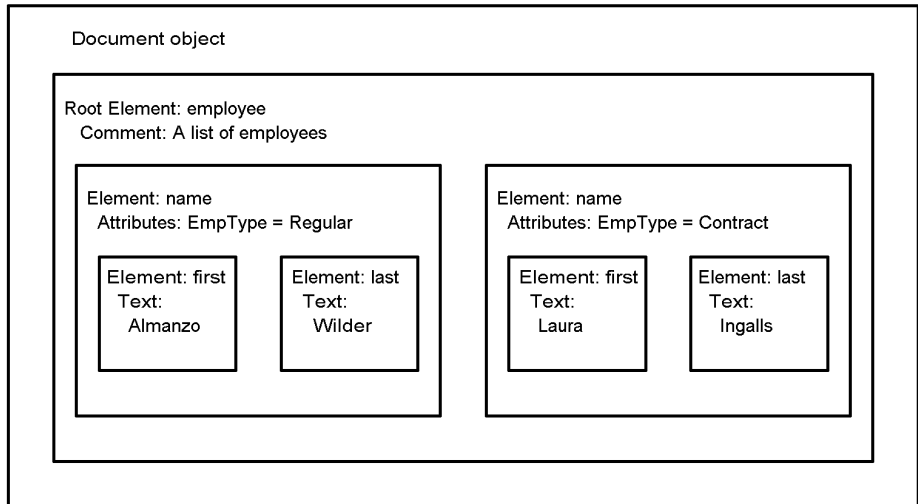 Document object
Root Element: employee
Comment: A list of employees
Element: name
Attributes: EmpType = Regular
Element: first
Text:
Almanzo
Element: last
Text:
Wilder
Element: name
Attributes: EmpType = Contract
Element: first
Text:
Laura
Element: last
Text:
Ingalls